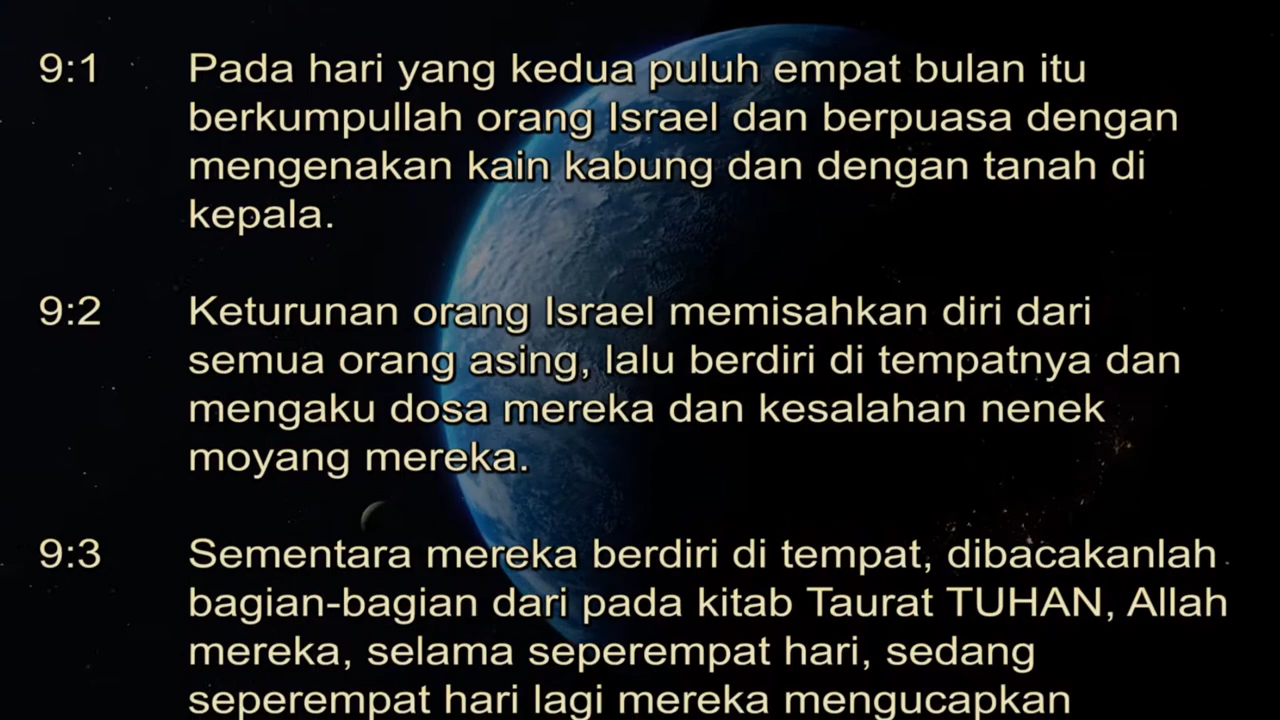 9:1 Pada hari yang kedua puluh empat bulan itu
berkumpullah orang Israel dan berpuasa dengan
mengenakan kain kabung dan dengan tanah di
kepala.
9:2 Keturunan orang Israel memisahkan diri dari
semua orang asing, lalu berdiri di tempatnya dan
mengaku dosa mereka dan kesalahan nenek
moyang mereka.
9:3 Sementara mereka berdiri di tempat, dibacakanlah
bagian-bagian dari pada kitab Taurat TUHAN, Allah
mereka, selama seperempat hari, sedang
seperempat hari lagi mereka mengucapkan